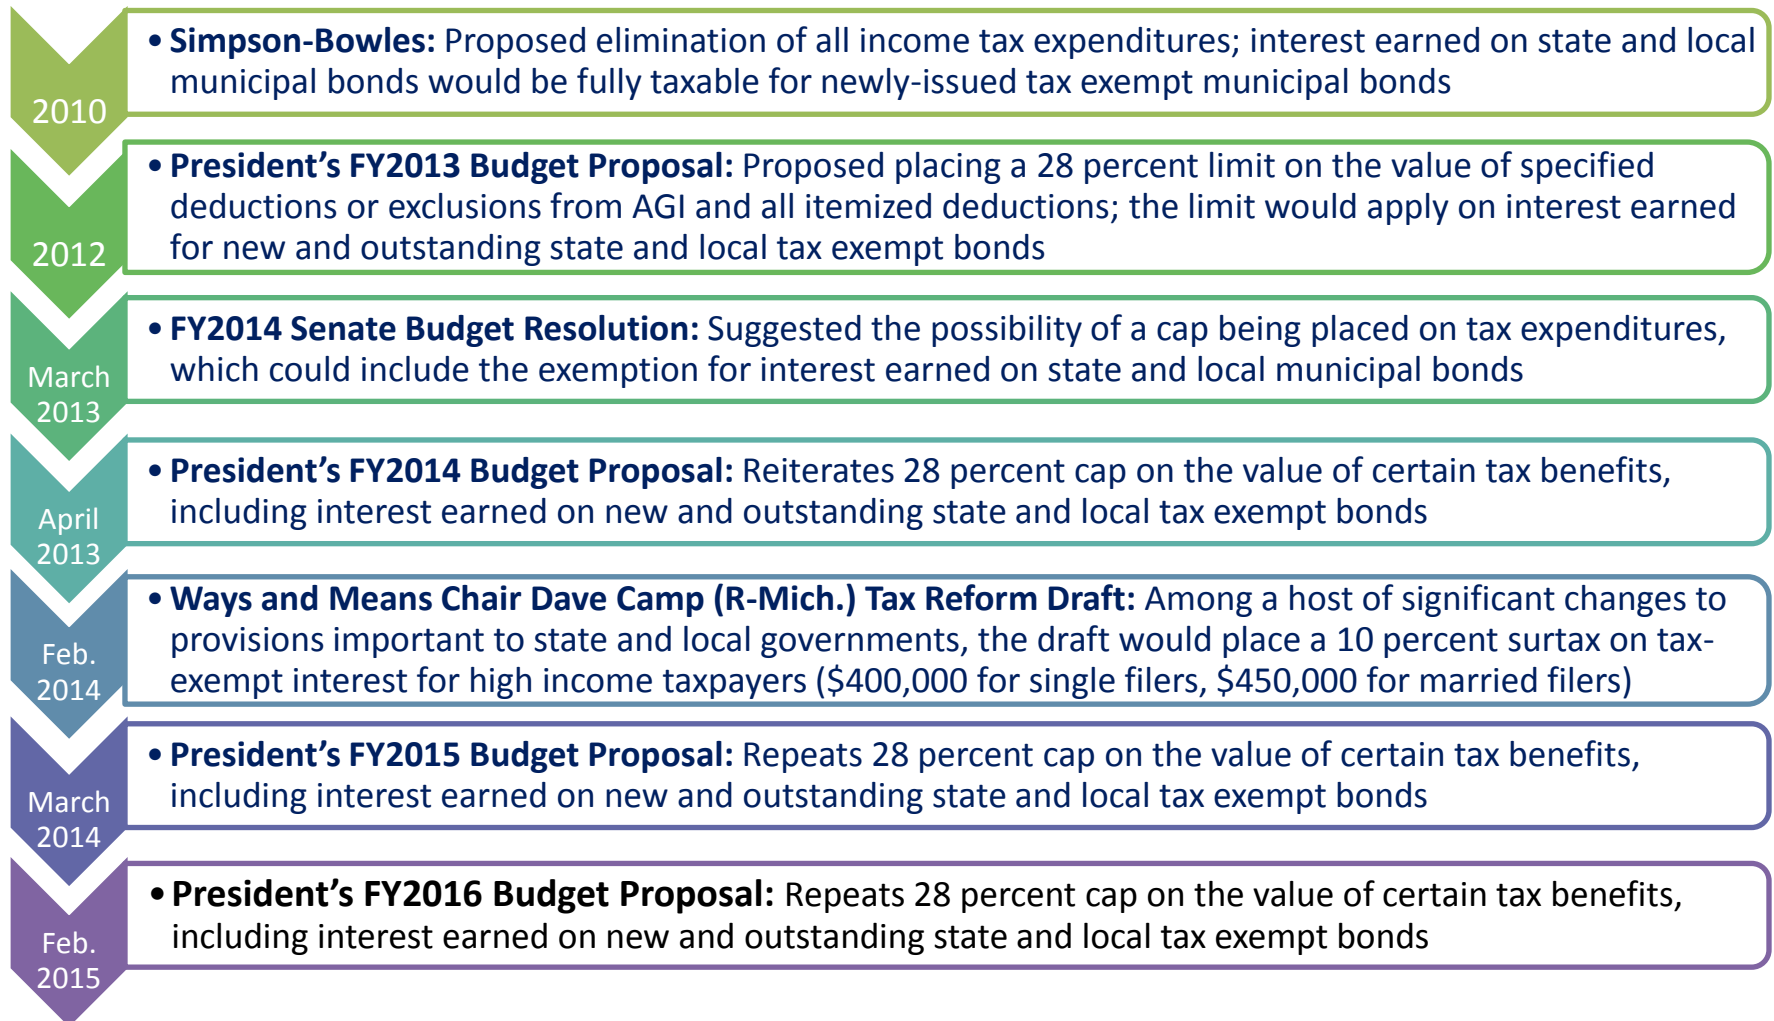 2010
• Simpson-Bowles: Proposed elimination of all income tax expenditures; interest earned on state and local
municipal bonds would be fully taxable for newly-issued tax exempt municipal bonds
2012
• President’s FY2013 Budget Proposal: Proposed placing a 28 percent limit on the value of specified
deductions or exclusions from AGI and all itemized deductions; the limit would apply on interest earned
for new and outstanding state and local tax exempt bonds
March
2013
• FY2014 Senate Budget Resolution: Suggested the possibility of a cap being placed on tax expenditures,
which could include the exemption for interest earned on state and local municipal bonds
April
2013
• President’s FY2014 Budget Proposal: Reiterates 28 percent cap on the value of certain tax benefits,
including interest earned on new and outstanding state and local tax exempt bonds
Feb.
2014
• Ways and Means Chair Dave Camp (R-Mich.) Tax Reform Draft: Among a host of significant changes to
provisions important to state and local governments, the draft would place a 10 percent surtax on tax-
exempt interest for high income taxpayers ($400,000 for single filers, $450,000 for married filers)
March
2014
• President’s FY2015 Budget Proposal: Repeats 28 percent cap on the value of certain tax benefits,
including interest earned on new and outstanding state and local tax exempt bonds
Feb.
2015
• President’s FY2016 Budget Proposal: Repeats 28 percent cap on the value of certain tax benefits,
including interest earned on new and outstanding state and local tax exempt bonds